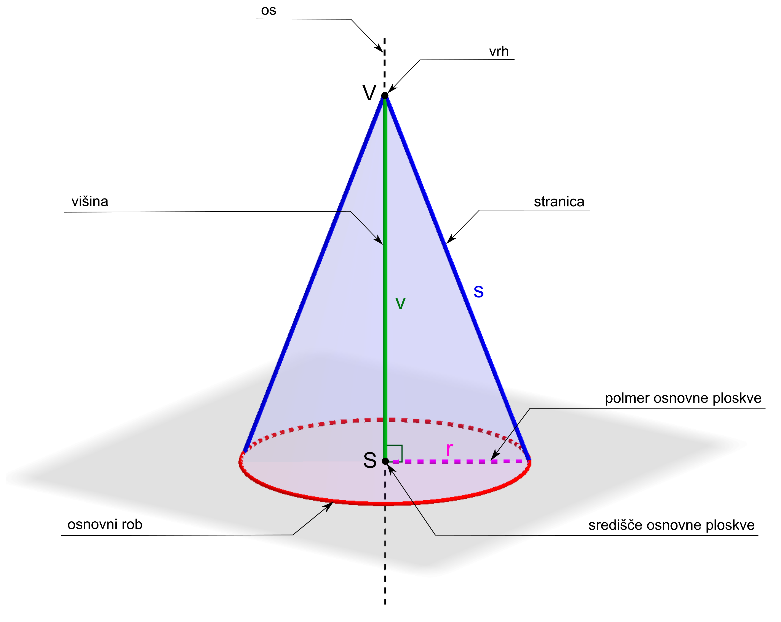 os
vrh
V
višina
stranica
s
v
polmer osnovne ploskve
r
S
osnovni rob
središče osnovne ploskve